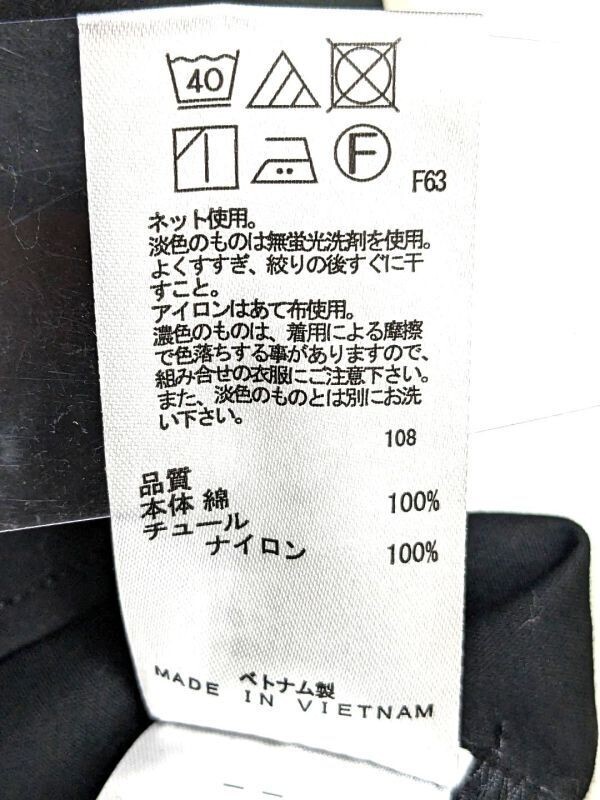 40
F
F63
ネット使用。
淡色のものは無蛍光洗剤を使用。
よくすすぎ、絞りの後すぐに干
すこと。
アイロンはあて布使用。
濃色のものは、着用による摩擦
で色落ちする事がありますので、
組み合せの衣服にご注意下さい。
また、淡色のものとは別にお洗
い下さい。
108
品質
本体 綿 100%
チュール
ナイロン 100%
ベトナム製
MADE IN VIETNAM